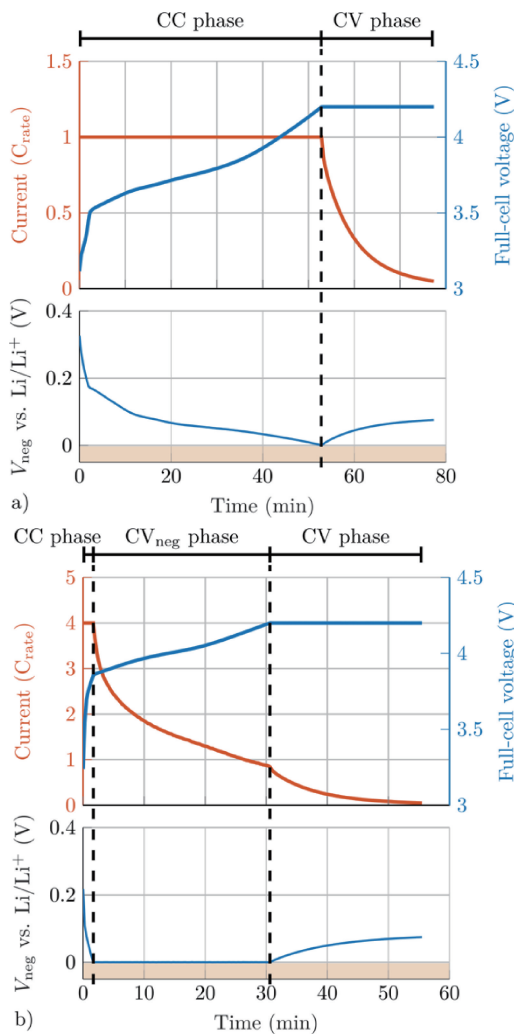 CC phase CV phase
1.5
1
0.5
0
Current (C_rate)
4
3.5
3
Full-cell voltage (V)
0.4
0.2
0
V_neg vs. Li/Li⁺ (V)
0 20 40 60 80
Time (min)
a)
CC phase CV_neg phase CV phase
5
4
3
2
1
0
Current (C_rate)
4.5
4
3.5
3
Full-cell voltage (V)
0.4
0.2
0
V_neg vs. Li/Li⁺ (V)
0 10 20 30 40 50 60
Time (min)
b)